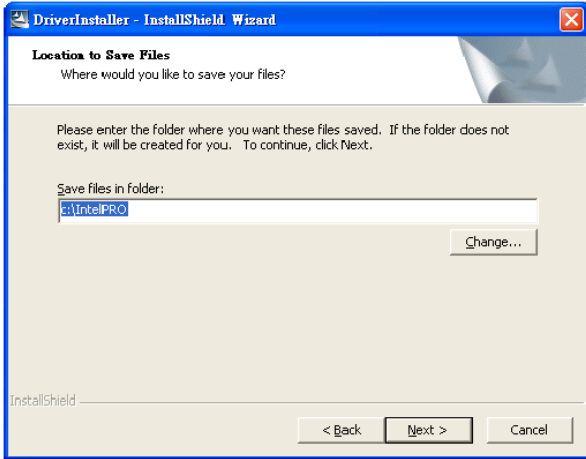 DriverInstaller - InstallShield Wizard
Location to Save Files
Where would you like to save your files?
Please enter the folder where you want these files saved.  If the folder does not
exist, it will be created for you.   To continue, click Next.
Save files in folder:
c:\IntelPRO
Change...
InstallShield
< Back
Next >
Cancel